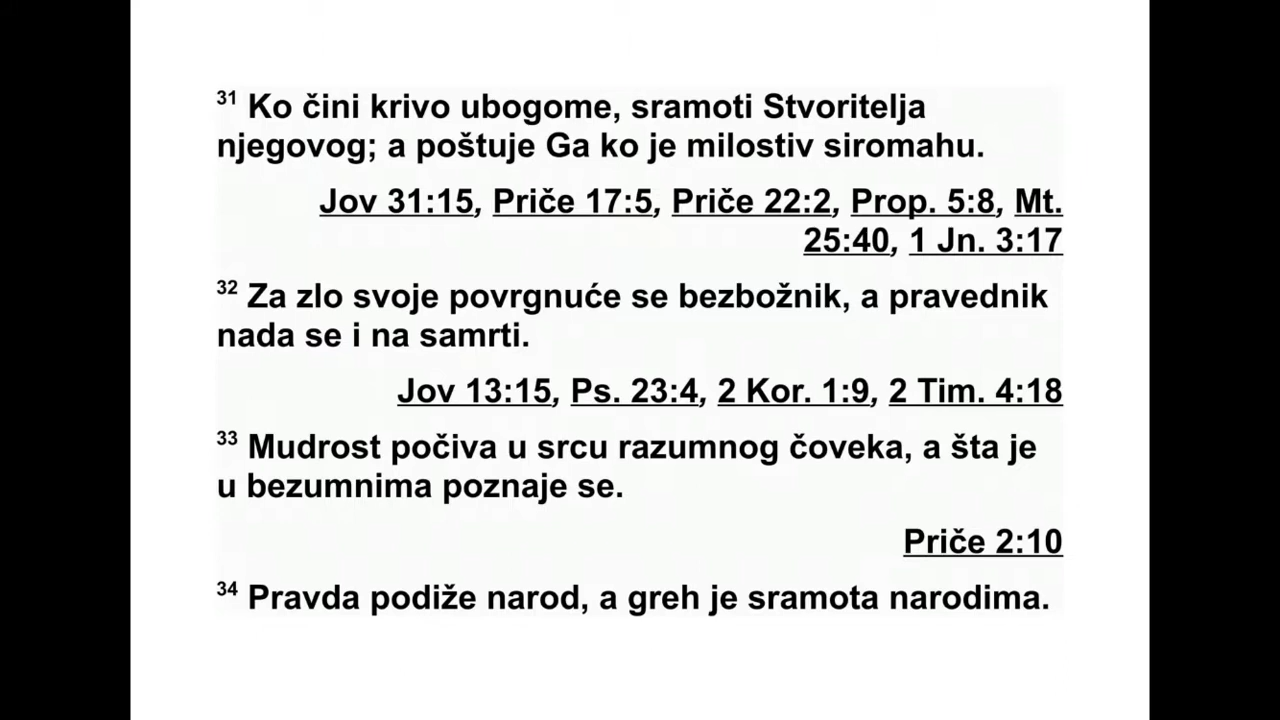 31 Ko čini krivo ubogome, sramoti Stvoritelja
njegovog; a poštuje Ga ko je milostiv siromahu.
Jov 31:15, Priče 17:5, Priče 22:2, Prop. 5:8, Mt.
25:40, 1 Jn. 3:17
32 Za zlo svoje povrgnuće se bezbožnik, a pravednik
nada se i na samrti.
Jov 13:15, Ps. 23:4, 2 Kor. 1:9, 2 Tim. 4:18
33 Mudrost počiva u srcu razumnog čoveka, a šta je
u bezumnima poznaje se.
Priče 2:10
34 Pravda podiže narod, a greh je sramota narodima.